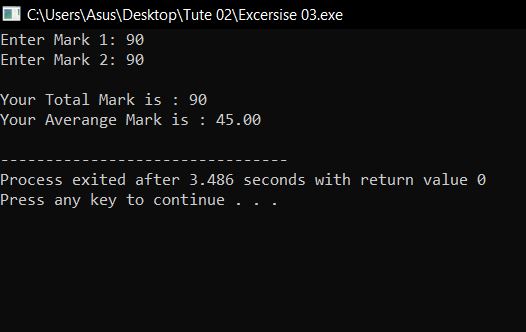 C:\Users\Asus\Desktop\Tute 02\Excersise 03.exe
Enter Mark 1: 90
Enter Mark 2: 90
Your Total Mark is : 90
Your Averange Mark is : 45.00
--------------------------------
Process exited after 3.486 seconds with return value 0
Press any key to continue . . .